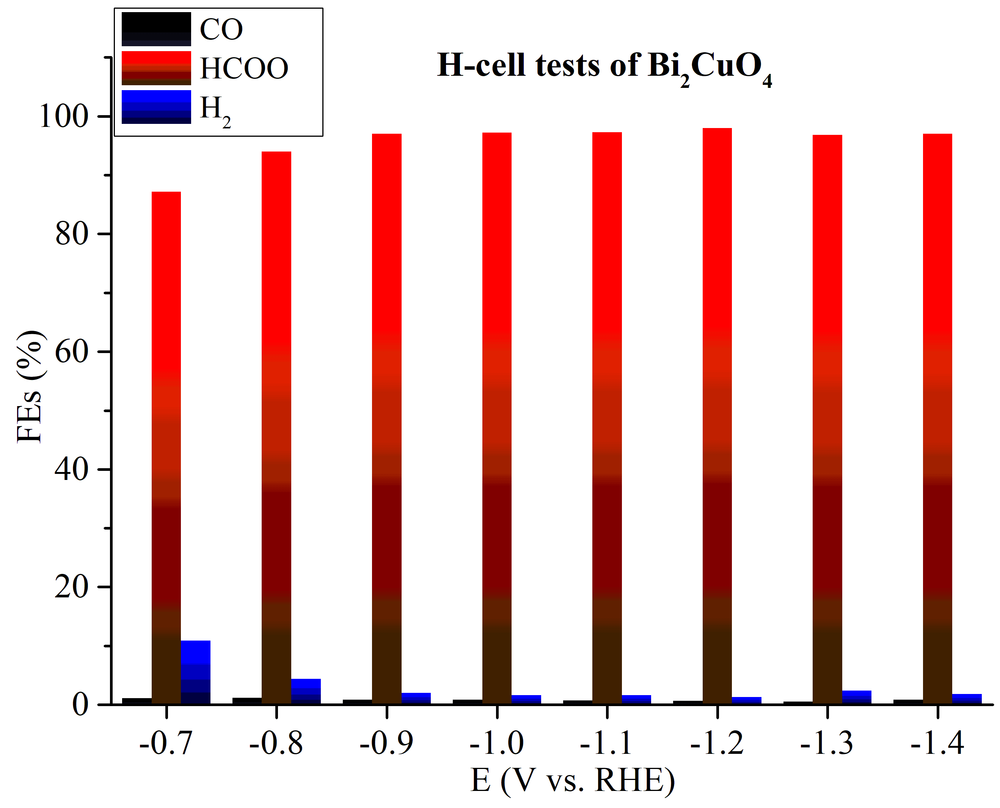 CO
HCOO
H₂
H-cell tests of Bi₂CuO₄
100
80
60
40
20
0
FEs (%)
-0.7 -0.8 -0.9 -1.0 -1.1 -1.2 -1.3 -1.4
E (V vs. RHE)